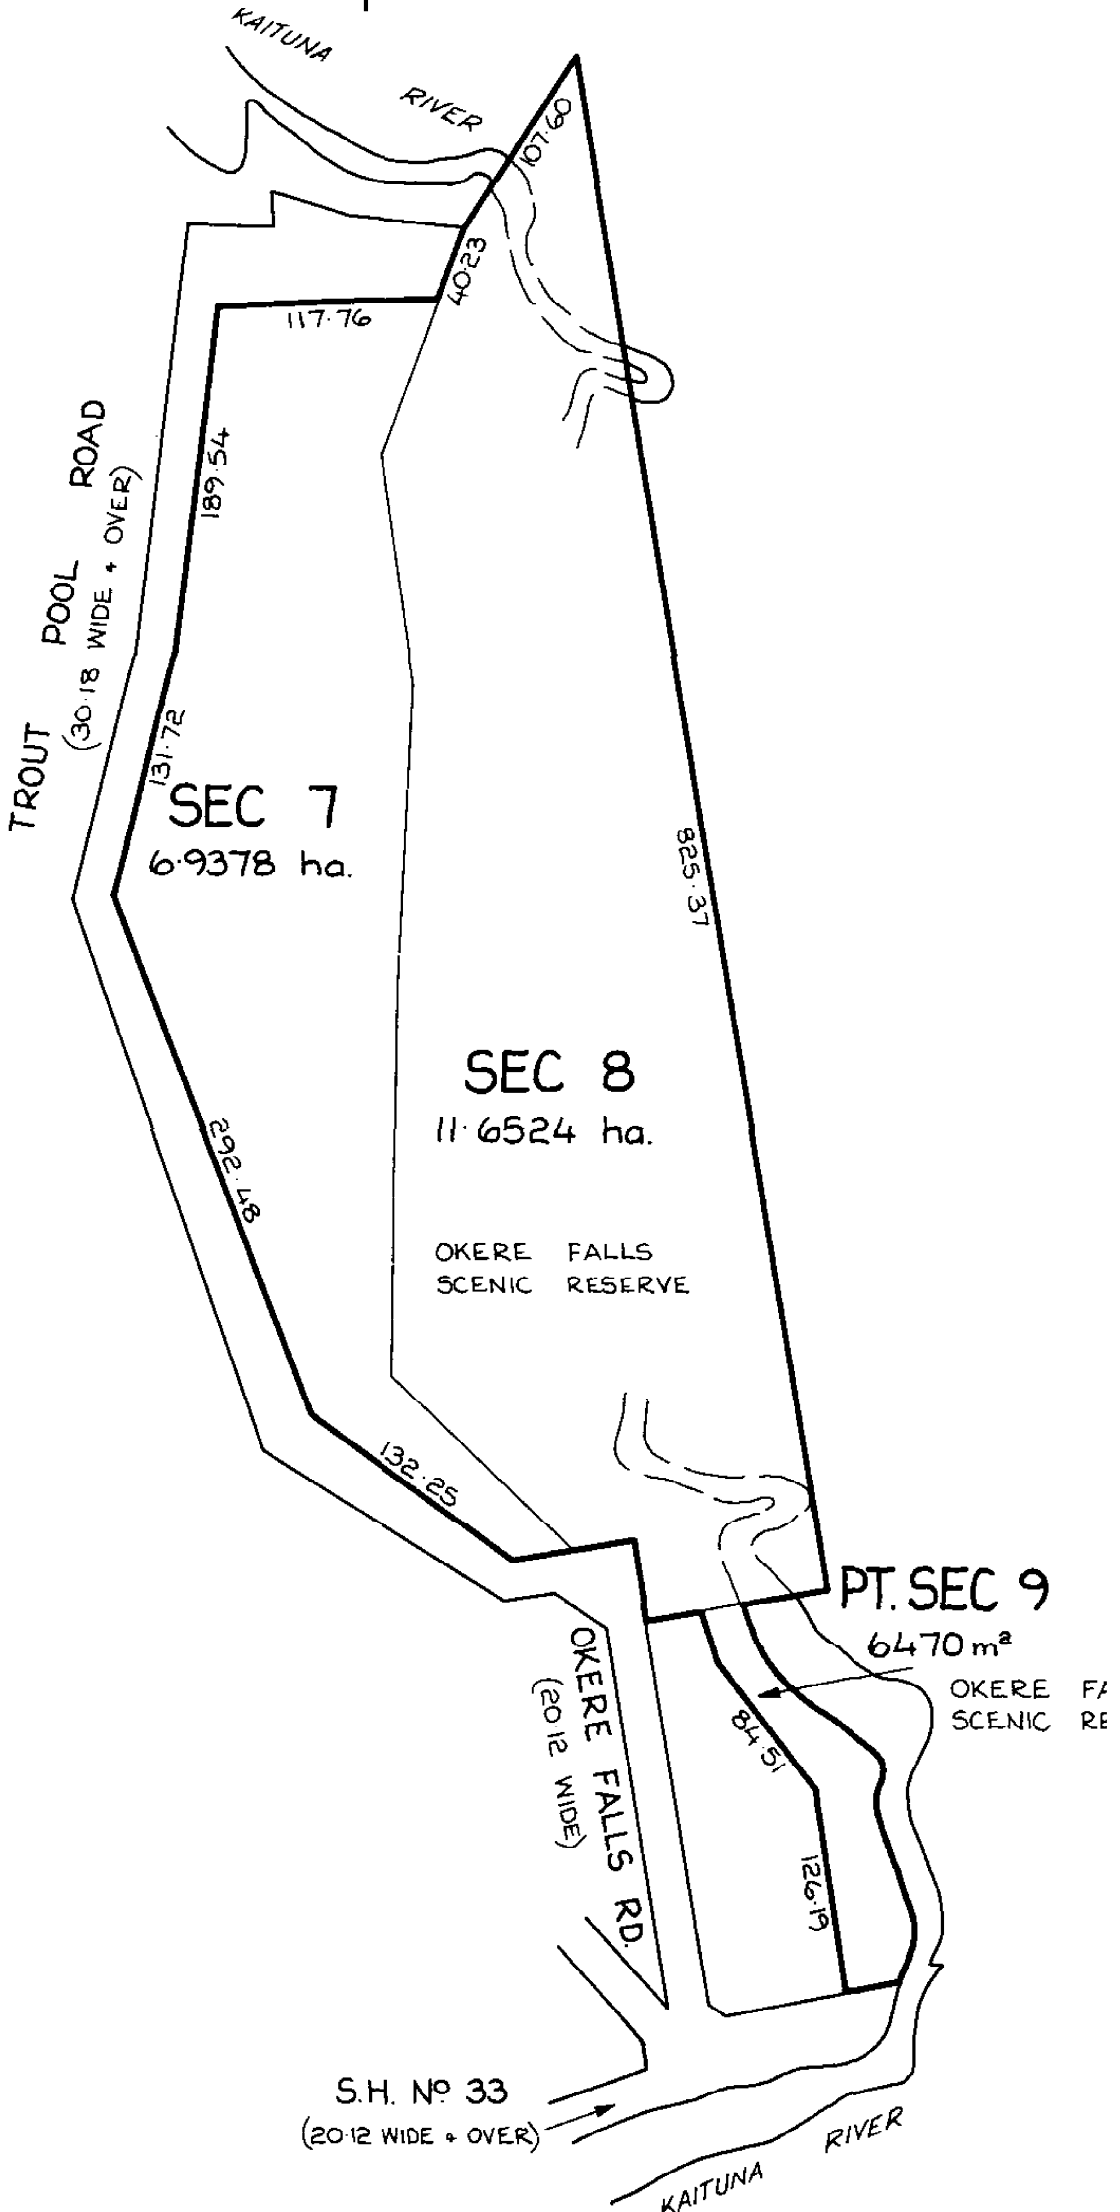 KAITUNA
RIVER
107.60
40.23
117.76
189.54
TROUT POOL ROAD
(30.18 WIDE & OVER)
131.72
SEC 7
6.9378 ha.
825.37
SEC 8
11.6524 ha.
292.48
OKERE FALLS
SCENIC RESERVE
132.25
PT. SEC 9
6470 m²
OKERE FA
SCENIC RE
84.51
OKERE FALLS RD.
(20.12 WIDE)
126.19
S.H. Nº 33
(20.12 WIDE & OVER)
RIVER
KAITUNA